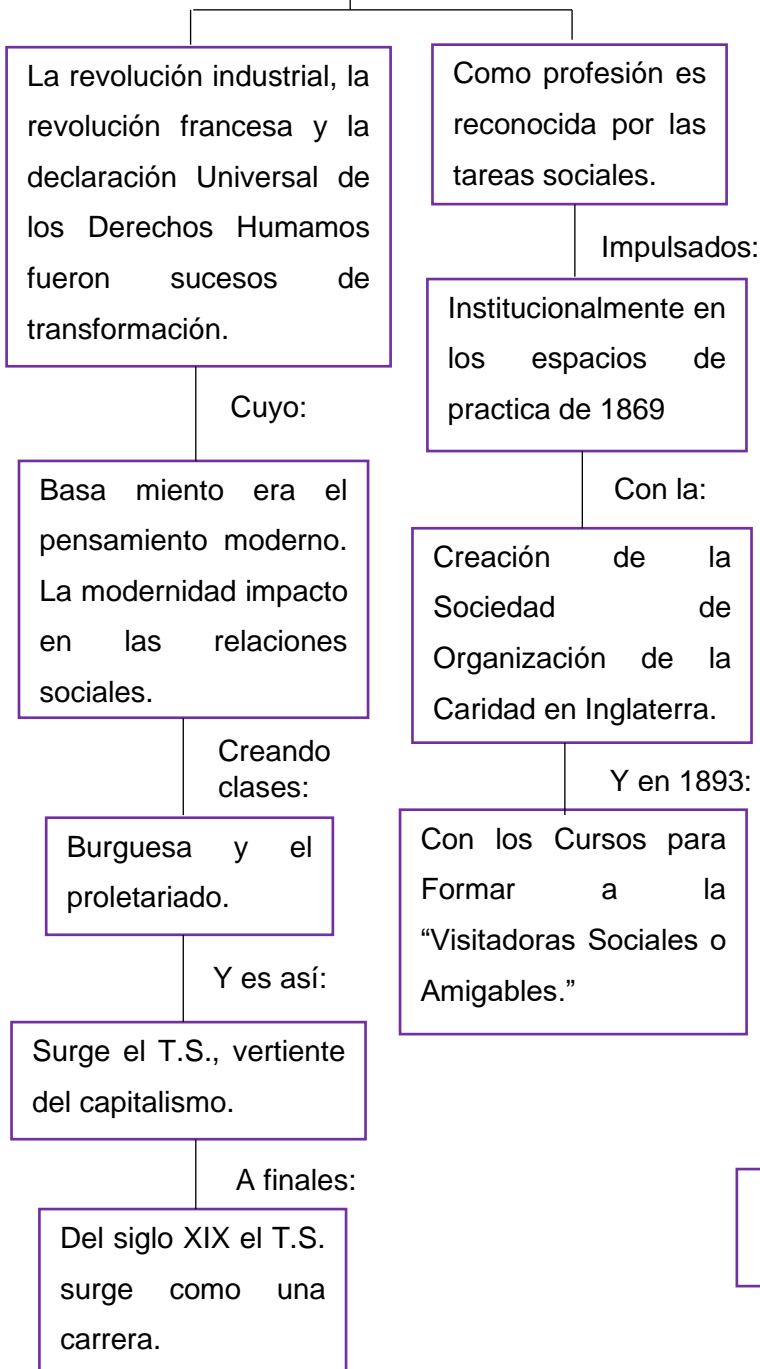 La revolución industrial, la
revolución francesa y la
declaración Universal de
los Derechos Humamos
fueron sucesos de
transformación.
Cuyo:
Basa miento era el
pensamiento moderno.
La modernidad impacto
en las relaciones
sociales.
Creando
clases:
Burguesa y el
proletariado.
Y es así:
Surge el T.S., vertiente
del capitalismo.
A finales:
Del siglo XIX el T.S.
surge como una
carrera.
Como profesión es
reconocida por las
tareas sociales.
Impulsados:
Institucionalmente en
los espacios de
practica de 1869
Con la:
Creación de la
Sociedad de
Organización de la
Caridad en Inglaterra.
Y en 1893:
Con los Cursos para
Formar a la
“Visitadoras Sociales o
Amigables.”